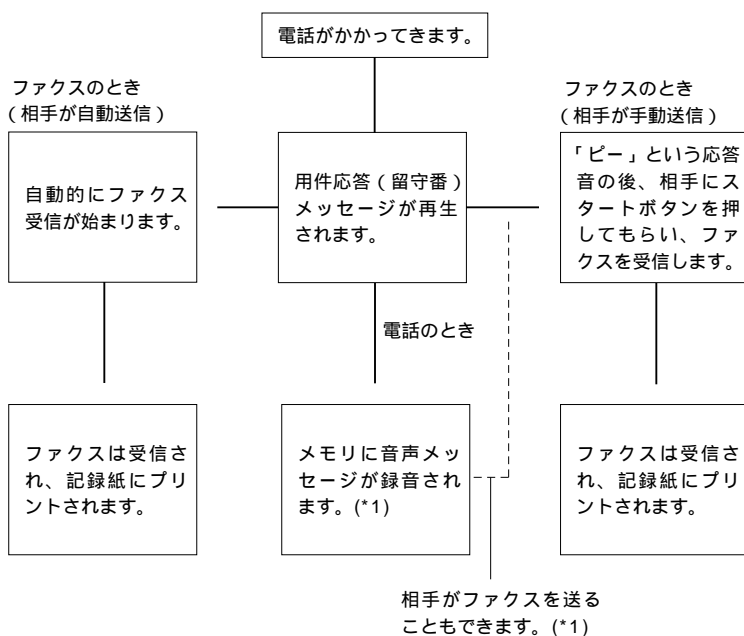 電話がかかってきます。
ファクスのとき
(相手が自動送信)
自動的にファクス
受信が始まります。
用件応答(留守番)
メッセージが再生
されます。
ファクスのとき
(相手が手動送信)
「ピー」という応答
音の後、相手にス
タートボタンを押
してもらい、ファ
クスを受信します。
電話のとき
ファクスは受信さ
れ、記録紙にプリ
ントされます。
メモリに音声メッ
セージが録音され
ます。(*1)
ファクスは受信さ
れ、記録紙にプリ
ントされます。
相手がファクスを送る
こともできます。(*1)